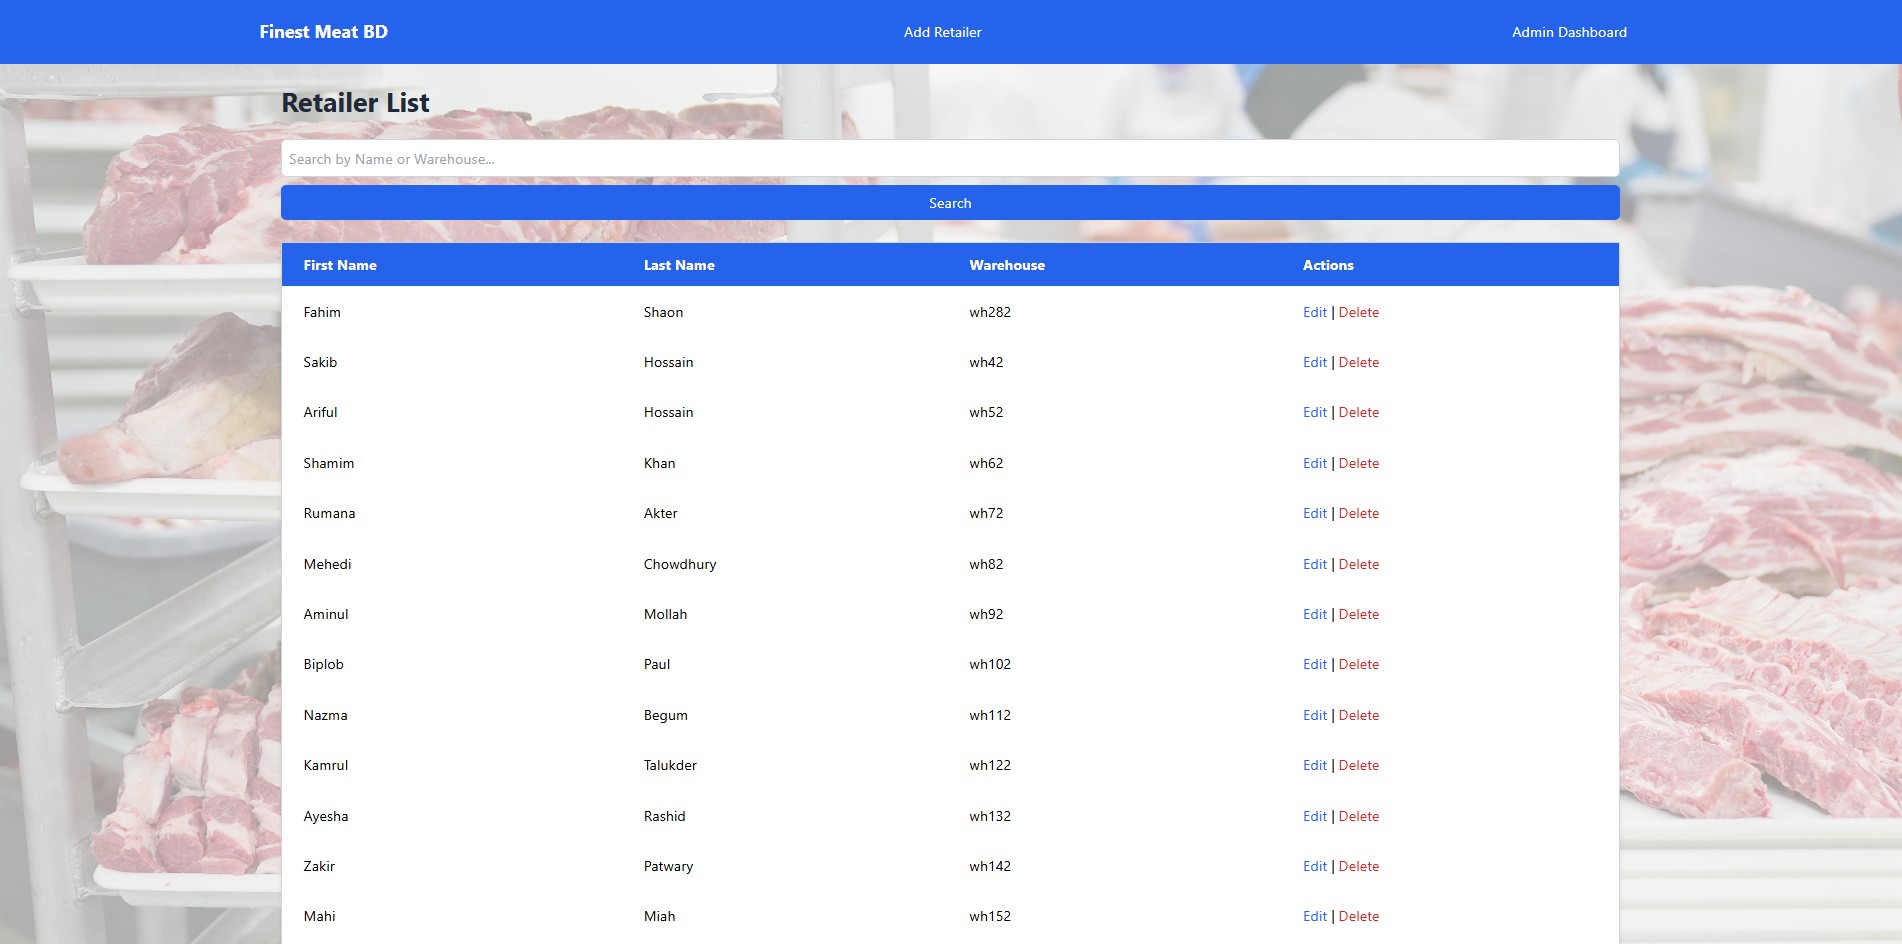 Finest Meat BD Add Retailer Admin Dashboard
Retailer List
Search by Name or Warehouse...
Search
First Name Last Name Warehouse Actions
Fahim Shaon wh282 Edit | Delete
Sakib Hossain wh42 Edit | Delete
Ariful Hossain wh52 Edit | Delete
Shamim Khan wh62 Edit | Delete
Rumana Akter wh72 Edit | Delete
Mehedi Chowdhury wh82 Edit | Delete
Aminul Mollah wh92 Edit | Delete
Biplob Paul wh102 Edit | Delete
Nazma Begum wh112 Edit | Delete
Kamrul Talukder wh122 Edit | Delete
Ayesha Rashid wh132 Edit | Delete
Zakir Patwary wh142 Edit | Delete
Mahi Miah wh152 Edit | Delete